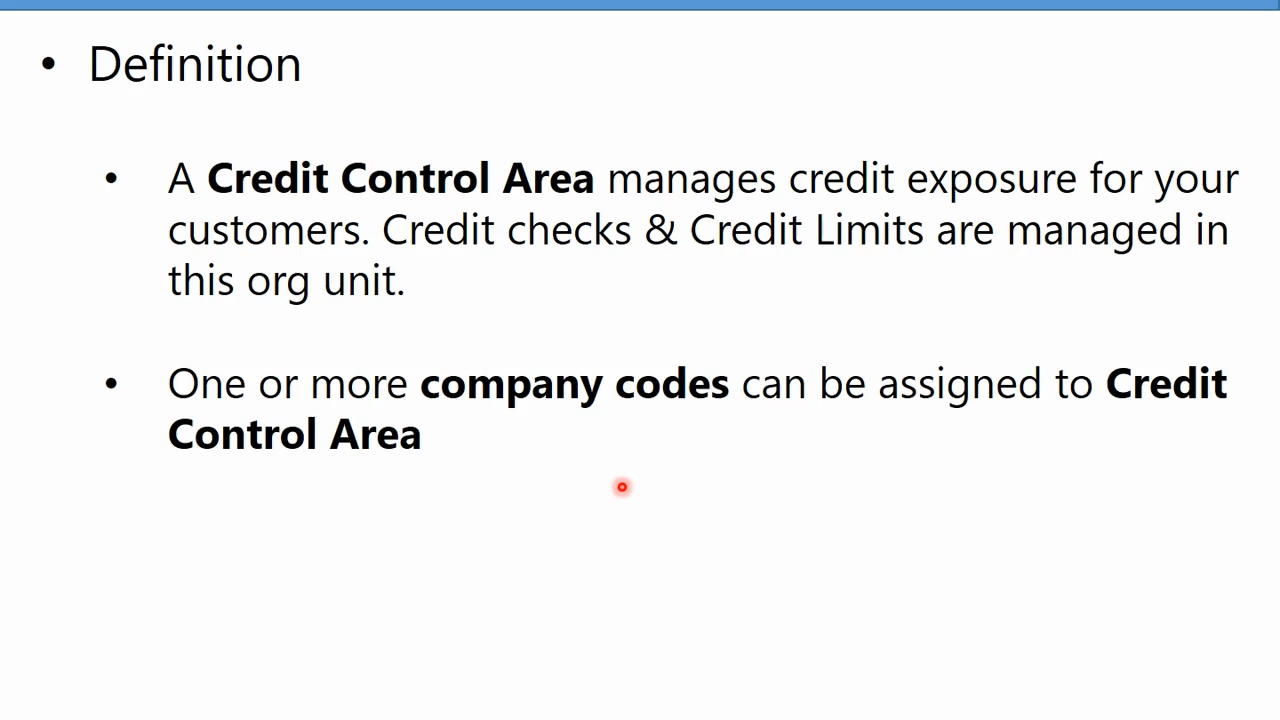 • Definition
• A Credit Control Area manages credit exposure for your
customers. Credit checks & Credit Limits are managed in
this org unit.
• One or more company codes can be assigned to Credit
Control Area